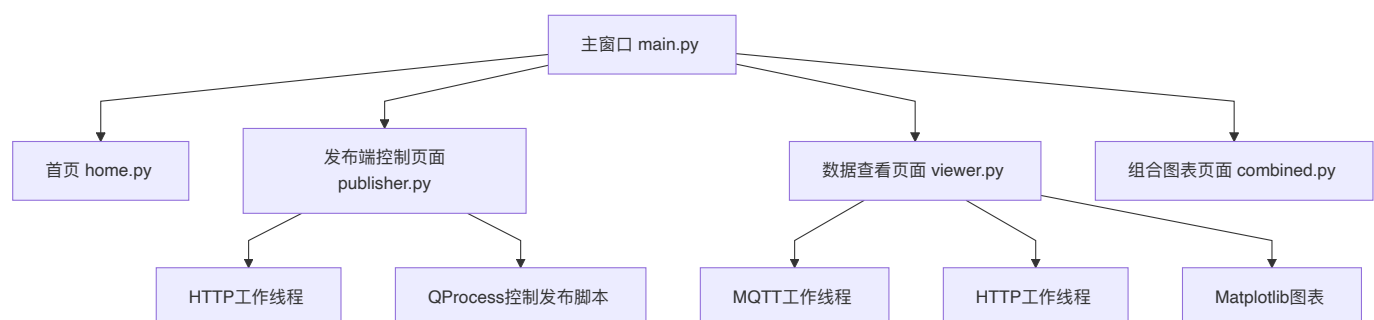 主窗口 main.py
首页 home.py
发布端控制页面
publisher.py
数据查看页面 viewer.py
组合图表页面 combined.py
HTTP工作线程
QProcess控制发布脚本
MQTT工作线程
HTTP工作线程
Matplotlib图表